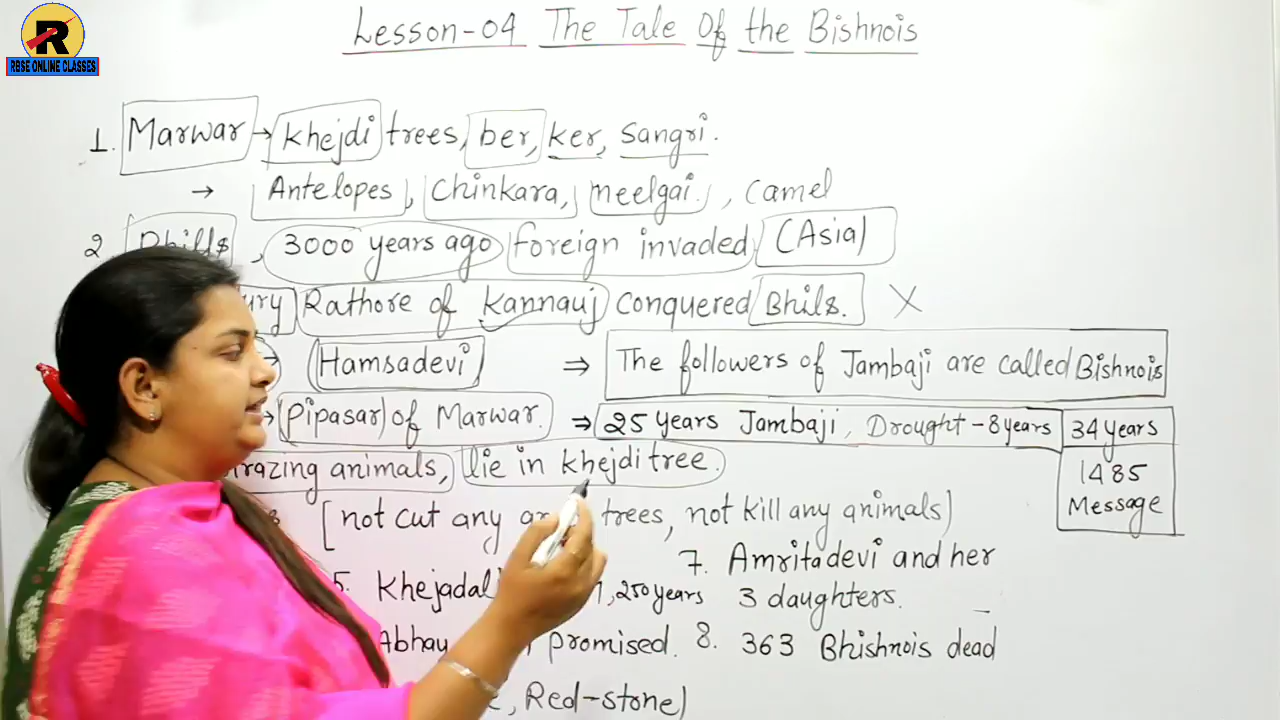 R
RBSE ONLINE CLASSES
Lesson-04 The Tale Of the Bishnois
1. Marwar → Khejdi trees, ber, ker, sangri.
→ Antelopes, Chinkara, neelgai, camel
2 , 3000 years ago foreign invaded (Asia)
Rathore of Kannauj conquered Bhils. X
→ (Hamsadevi) ⇒ The followers of Jambaji are called Bishnois
→ (Pipasar) of Marwar. ⇒ 25 years Jambaji, Drought - 8 years 34 years
animals, lie in khejdi tree. 1485
[not cut any trees, not kill any animals) Message
7. Amritadevi and her
5. , 250 years 3 daughters.
promised. 8. 363 Bhishnois dead
, Red-stone)